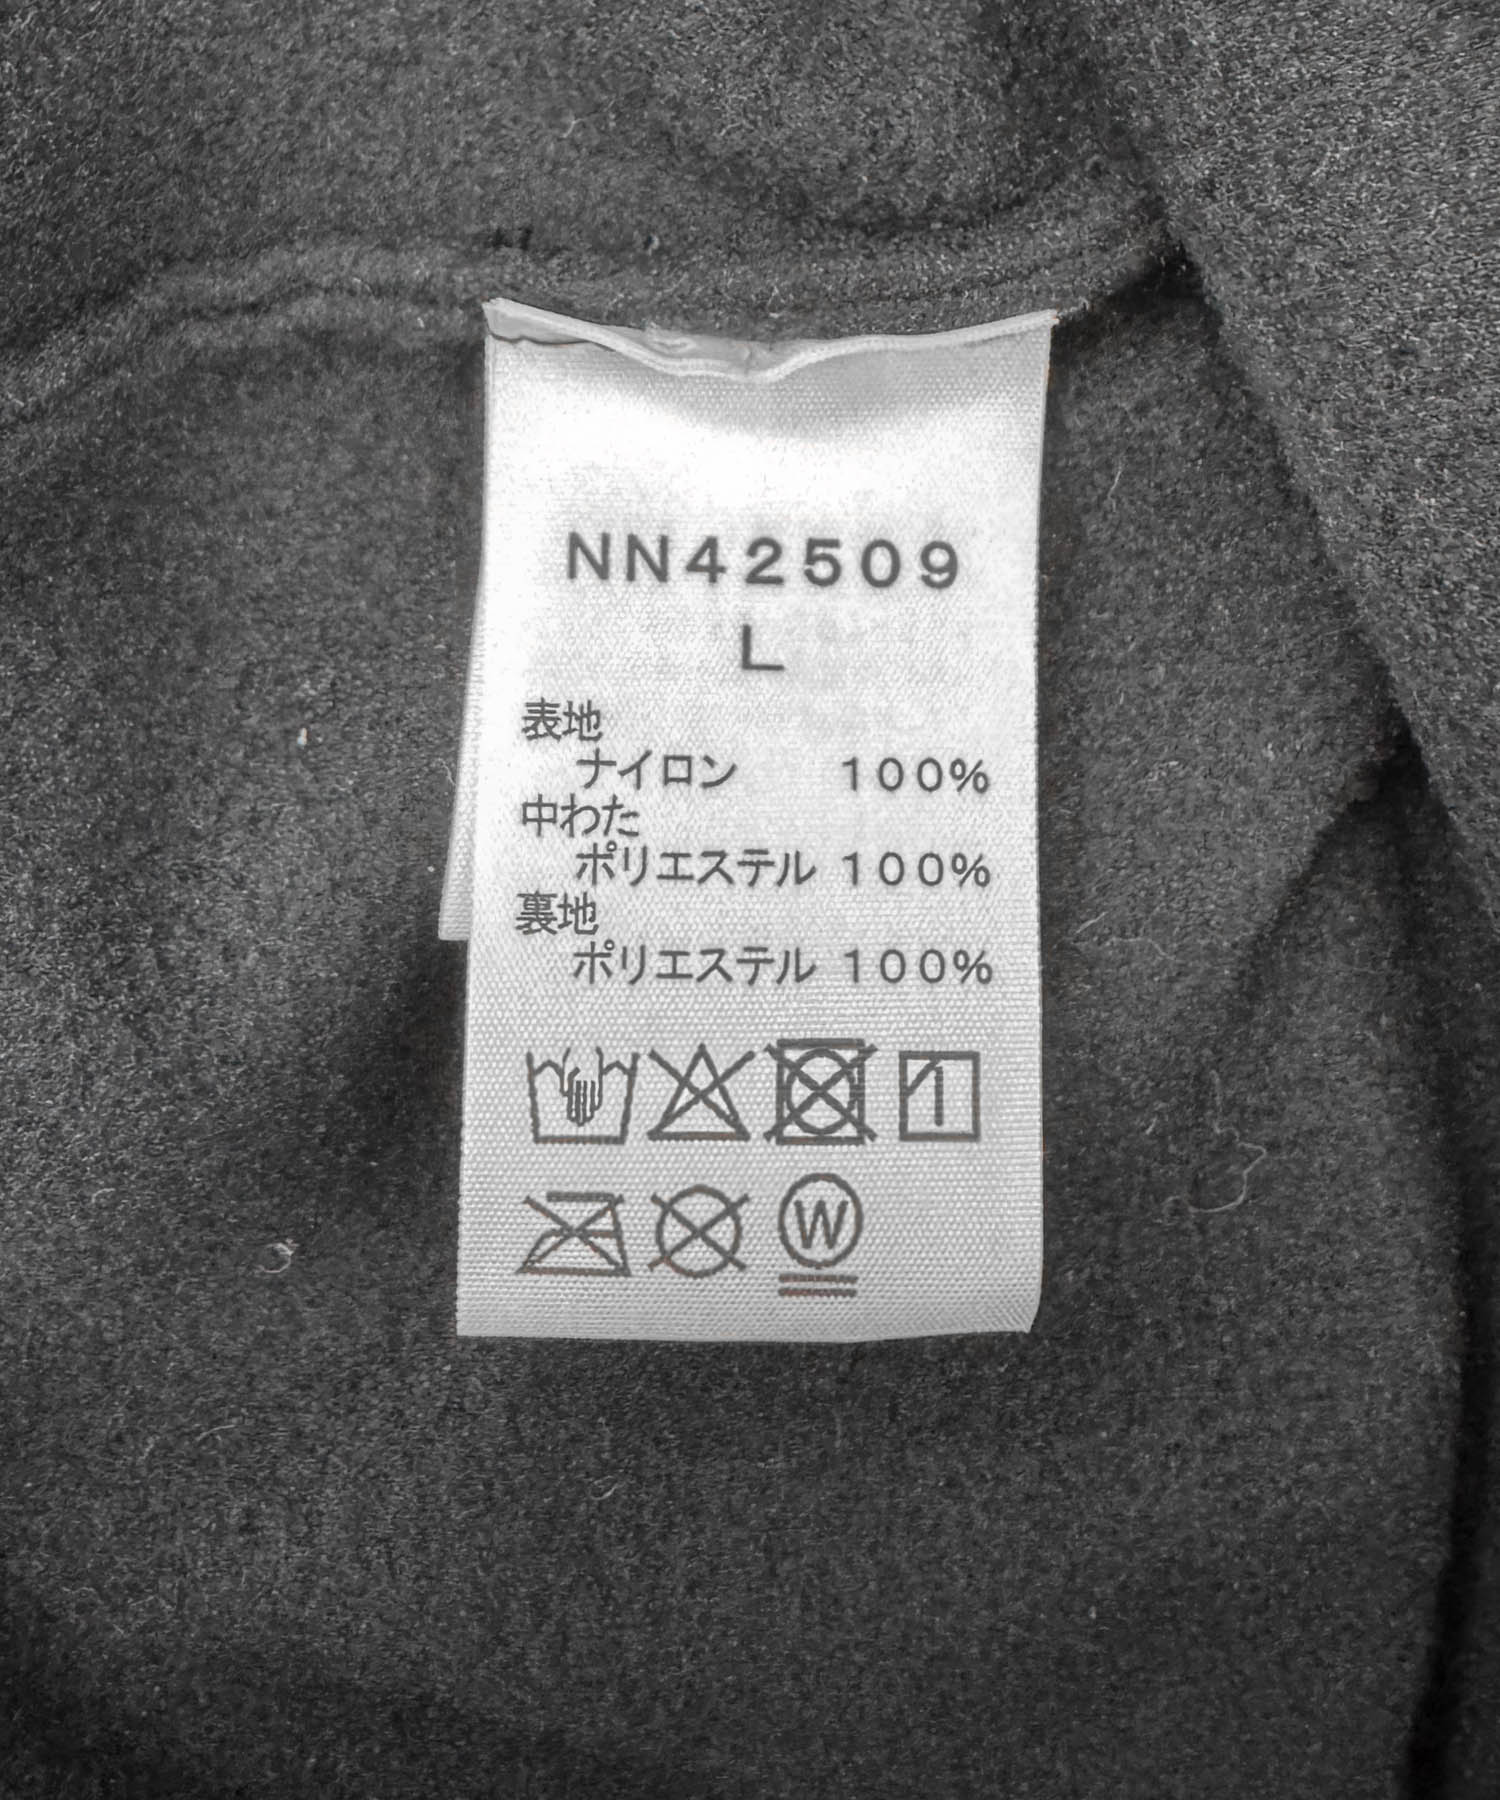 NN42509
L
表地
ナイロン 100%
中わた
ポリエステル 100%
裏地
ポリエステル 100%
W